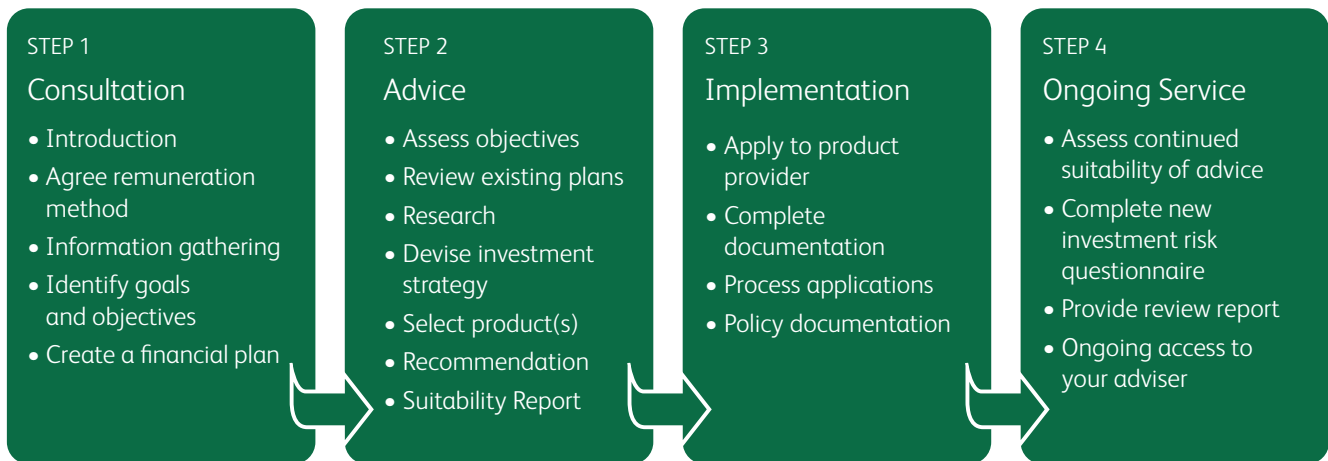 STEP 1
Consultation
• Introduction
• Agree remuneration
method
• Information gathering
• Identify goals
and objectives
• Create a financial plan
STEP 2
Advice
• Assess objectives
• Review existing plans
• Research
• Devise investment
strategy
• Select product(s)
• Recommendation
• Suitability Report
STEP 3
Implementation
• Apply to product
provider
• Complete
documentation
• Process applications
• Policy documentation
STEP 4
Ongoing Service
• Assess continued
suitability of advice
• Complete new
investment risk
questionnaire
• Provide review report
• Ongoing access to
your adviser